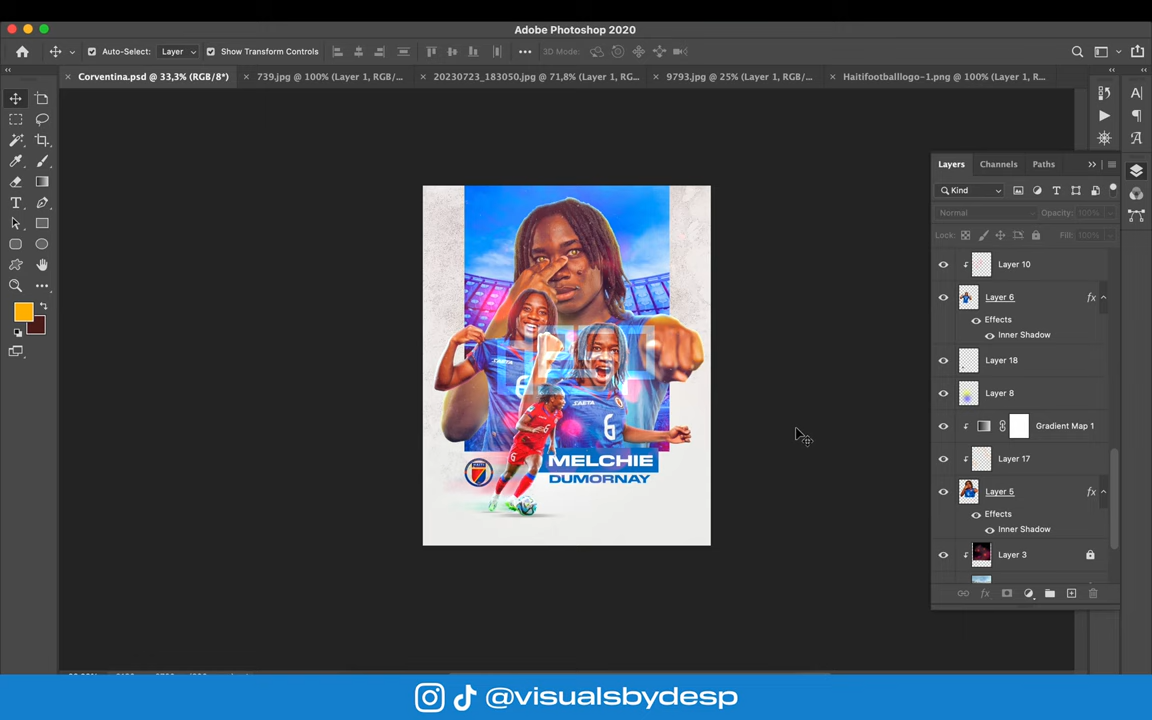 Adobe Photoshop 2020
Auto-Select: Layer Show Transform Controls 3D Mode:
Corventina.psd @ 33,3% (RGB/8*) 739.jpg @ 100% (Layer 1, RGB/... 20230723_183050.jpg @ 71,8% (Layer 1, RG... 9793.jpg @ 25% (Layer 1, RGB/... Haitifootballlogo-1.png @ 100% (Layer 1, R...
Layers Channels Paths
Kind
Normal Opacity: 100%
Lock: Fill: 100%
Layer 10
Layer 6 fx
Effects
Inner Shadow
Layer 18
Layer 8
Gradient Map 1
Layer 17
Layer 5 fx
Effects
Inner Shadow
Layer 3
SAETA
SAETA
6
6
MELCHIE
DUMORNAY
@visualsbydesp